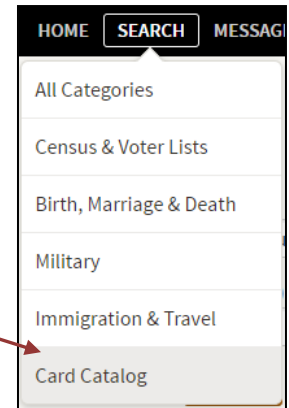 HOME SEARCH MESSAG
All Categories
Census & Voter Lists
Birth, Marriage & Death
Military
Immigration & Travel
Card Catalog